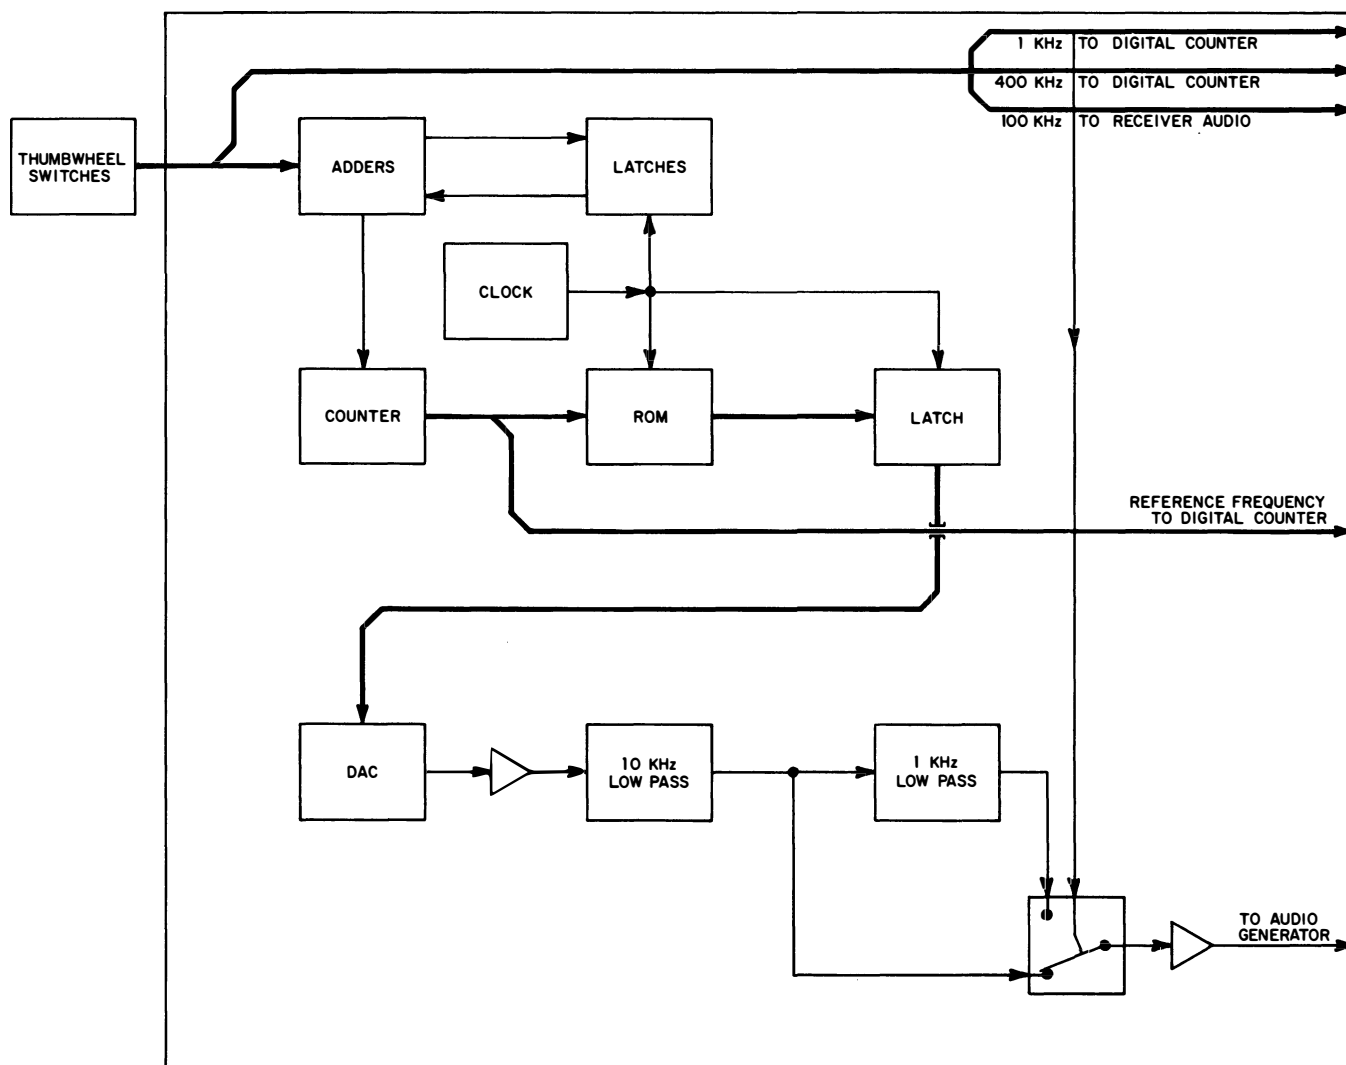 1 KHz TO DIGITAL COUNTER
400 KHz TO DIGITAL COUNTER
100 KHz TO RECEIVER AUDIO
THUMBWHEEL
SWITCHES
ADDERS
LATCHES
CLOCK
COUNTER
ROM
LATCH
REFERENCE FREQUENCY
TO DIGITAL COUNTER
DAC
10 KHz
LOW PASS
1 KHz
LOW PASS
TO AUDIO
GENERATOR